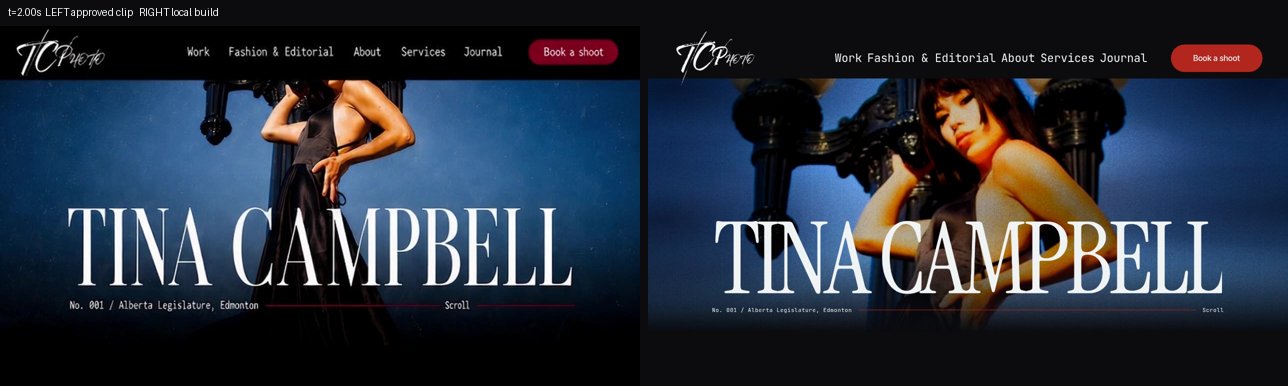 t=2.00s LEFT approved clip RIGHT local build
TCPhoto
Work Fashion & Editorial About Services Journal Book a shoot
TINA CAMPBELL
No. 001 / Alberta Legislature, Edmonton Scroll
TCPhoto
Work Fashion & Editorial About Services Journal Book a shoot
TINA CAMPBELL
No. 001 / Alberta Legislature, Edmonton Scroll